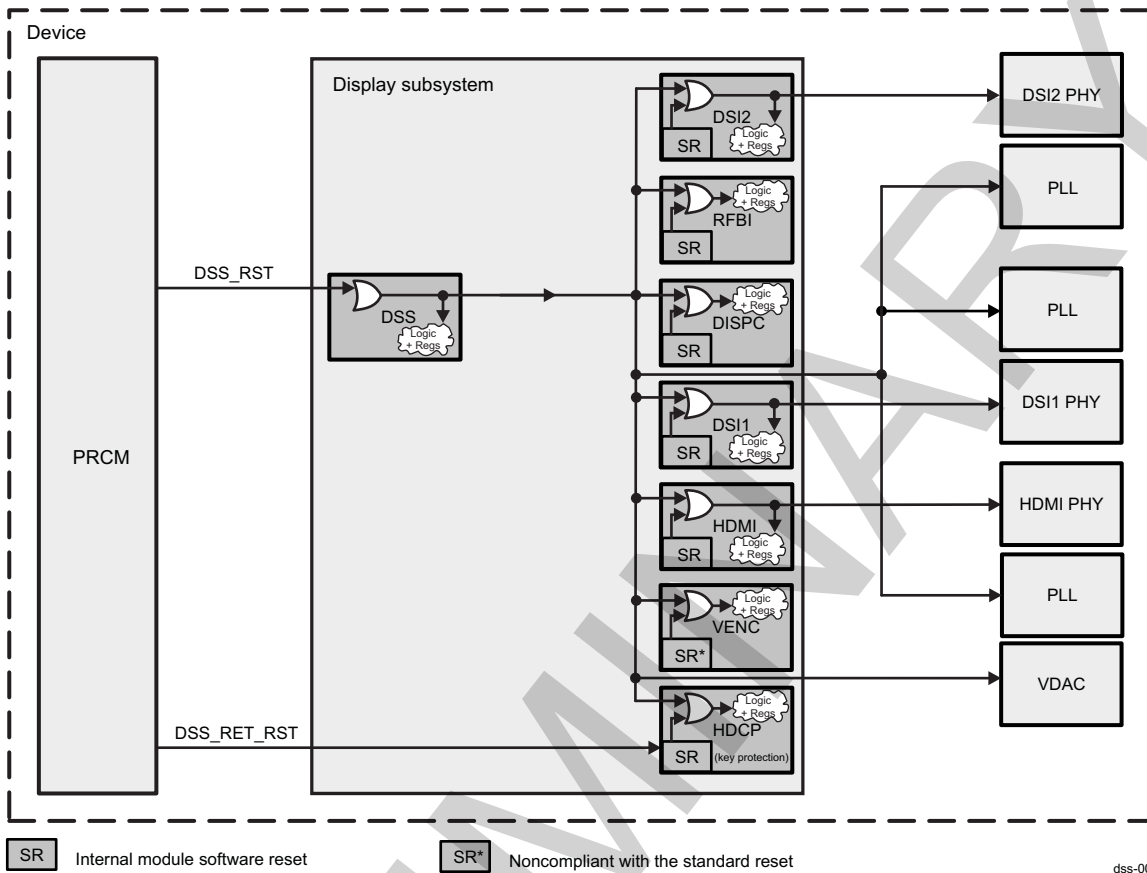 Device
PRCM
Display subsystem
DSS_RST
DSS_RET_RST
DSS
Logic
+ Regs
DSI2
Logic
+ Regs
SR
RFBI
Logic
+ Regs
SR
DISPC
Logic
+ Regs
SR
DSI1
Logic
+ Regs
SR
HDMI
Logic
+ Regs
SR
VENC
Logic
+ Regs
SR*
HDCP
Logic
+ Regs
SR
(key protection)
DSI2 PHY
PLL
PLL
DSI1 PHY
HDMI PHY
PLL
VDAC
SR Internal module software reset
SR* Noncompliant with the standard reset
MINARY